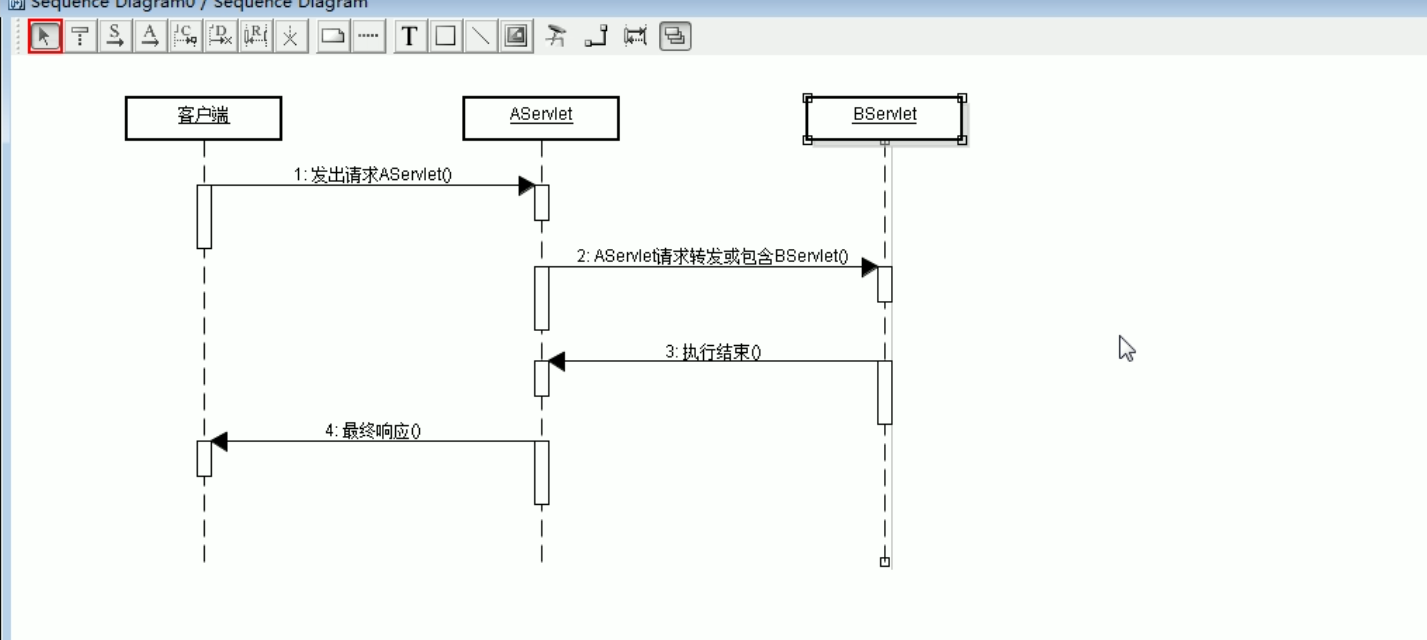 Sequence Diagram0 / Sequence Diagram
S A C D R T
客户端 AServlet BServlet
1: 发出请求AServlet()
2: AServlet请求转发或包含BServlet()
3: 执行结束()
4: 最终响应()